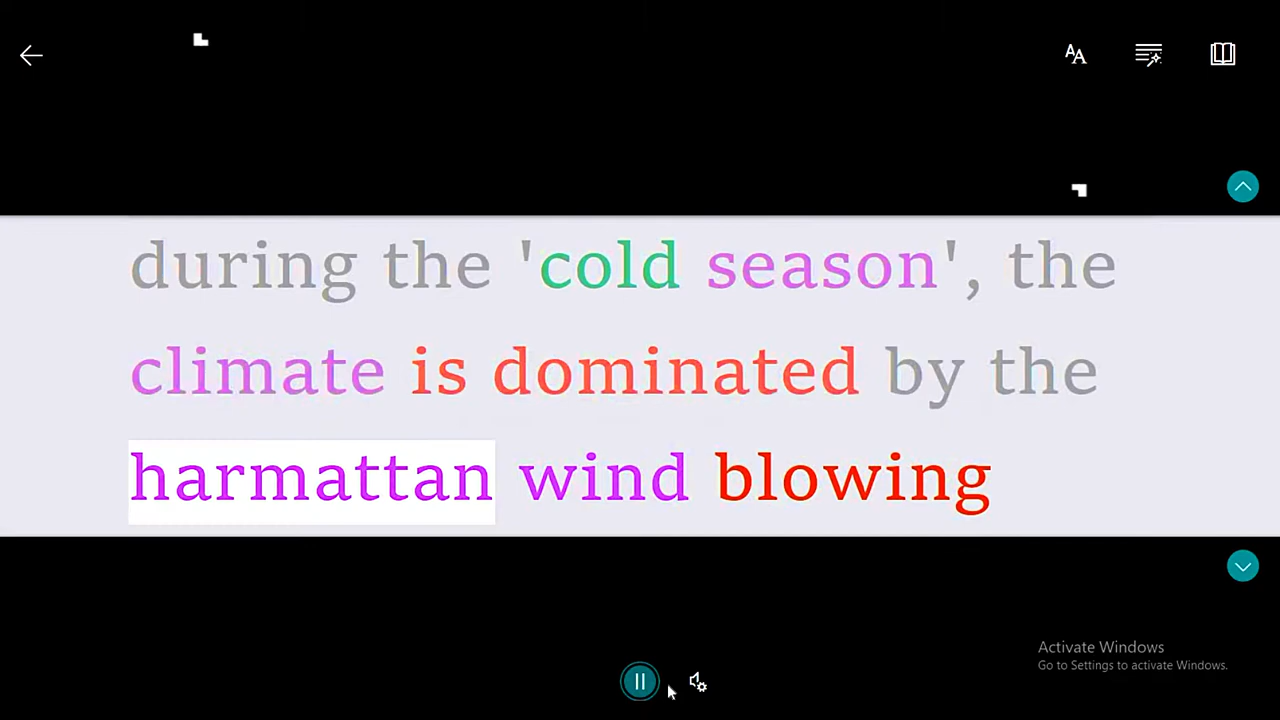 AA
during the 'cold season', the
climate is dominated by the
harmattan wind blowing
Activate Windows
Go to Settings to activate Windows.